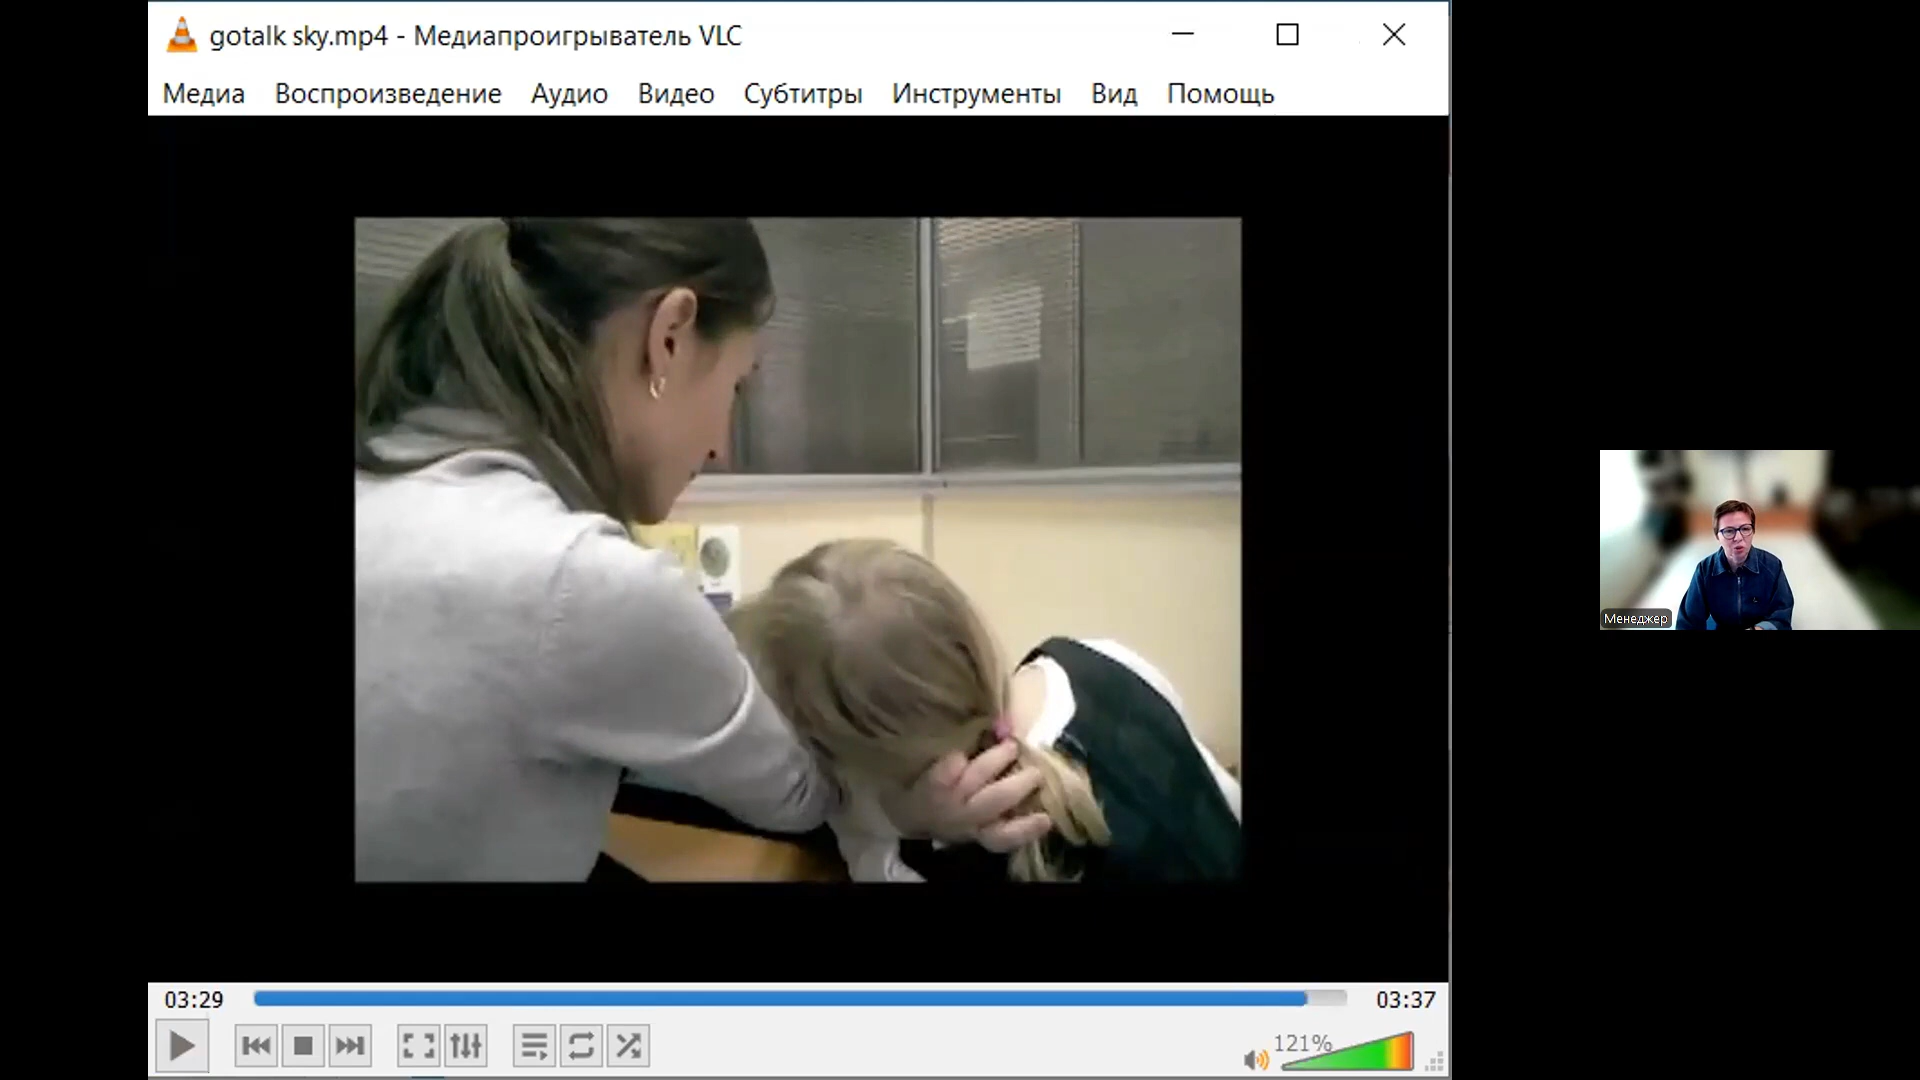 gotalk sky.mp4 - Медиапроигрыватель VLC
Медиа Воспроизведение Аудио Видео Субтитры Инструменты Вид Помощь
Менеджер
03:29 03:37
121%